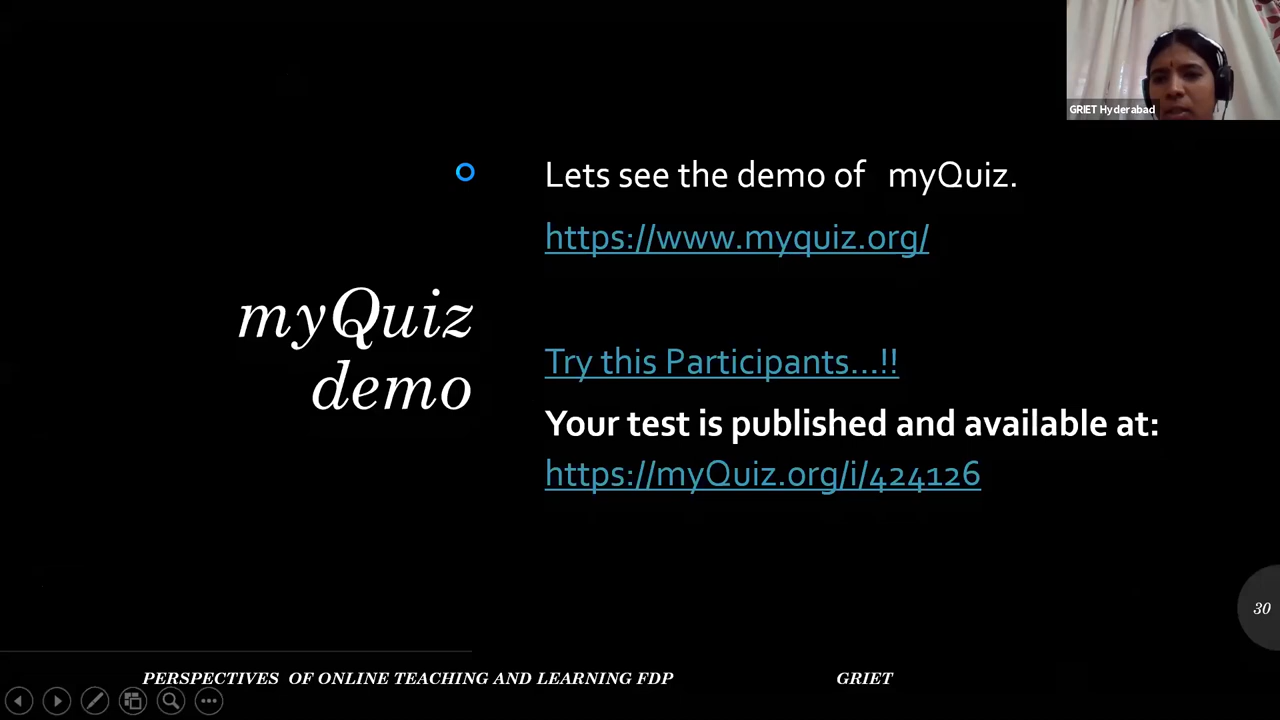 GRIET Hyderabad
Lets see the demo of myQuiz.
https://www.myquiz.org/
myQuiz
demo
Try this Participants...!!
Your test is published and available at:
https://myQuiz.org/i/424126
30
PERSPECTIVES OF ONLINE TEACHING AND LEARNING FDP GRIET